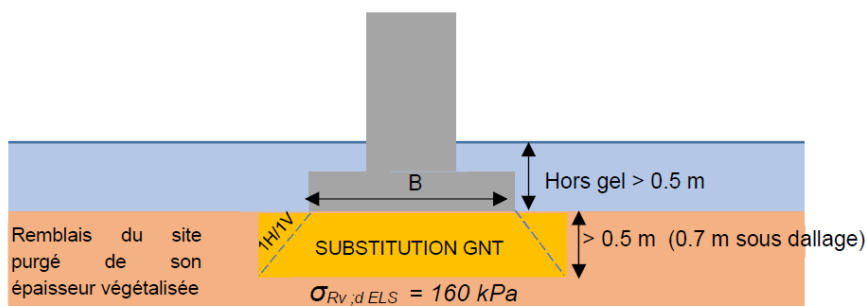 B
Hors gel > 0.5 m
Remblais du site
purgé de son
épaisseur végétalisée
1H/1V
SUBSTITUTION GNT
> 0.5 m (0.7 m sous dallage)
σRv ;d ELS = 160 kPa